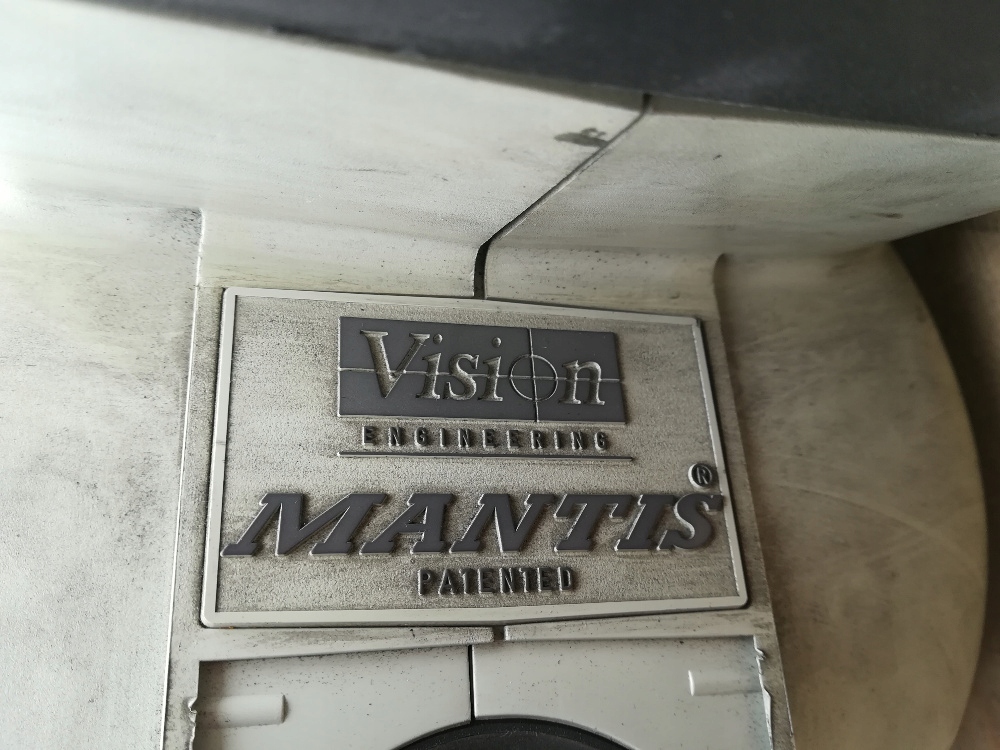 Vision
ENGINEERING
MANTIS®
PATENTED